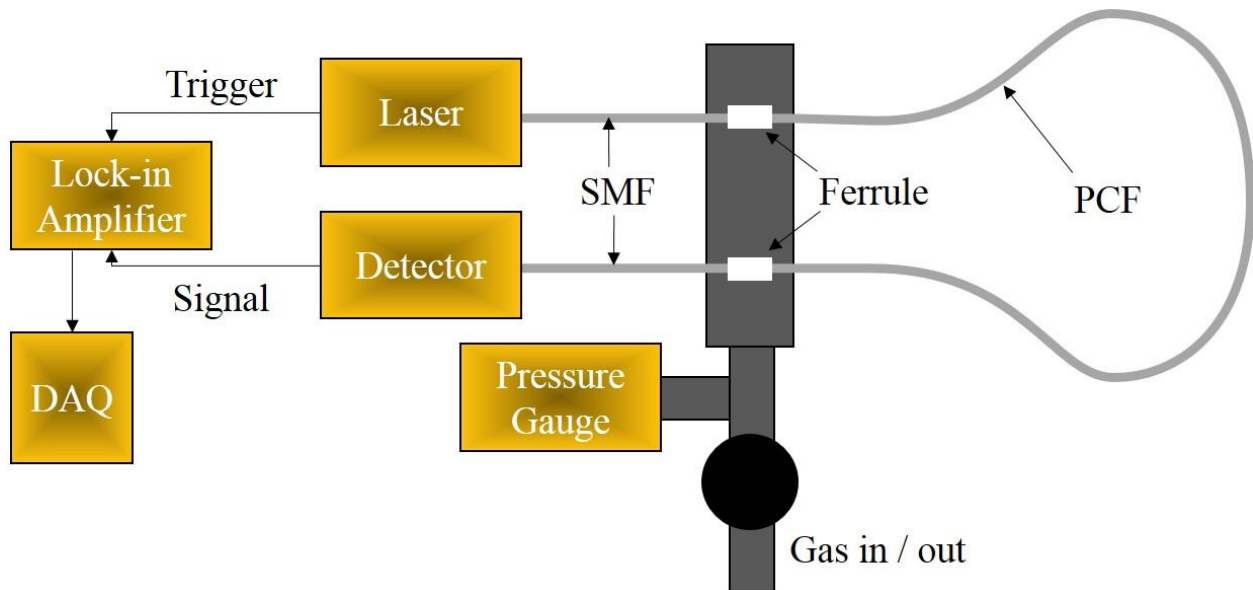 Trigger
Laser
Lock-in
Amplifier
SMF
Ferrule
PCF
Detector
Signal
DAQ
Pressure
Gauge
Gas in / out